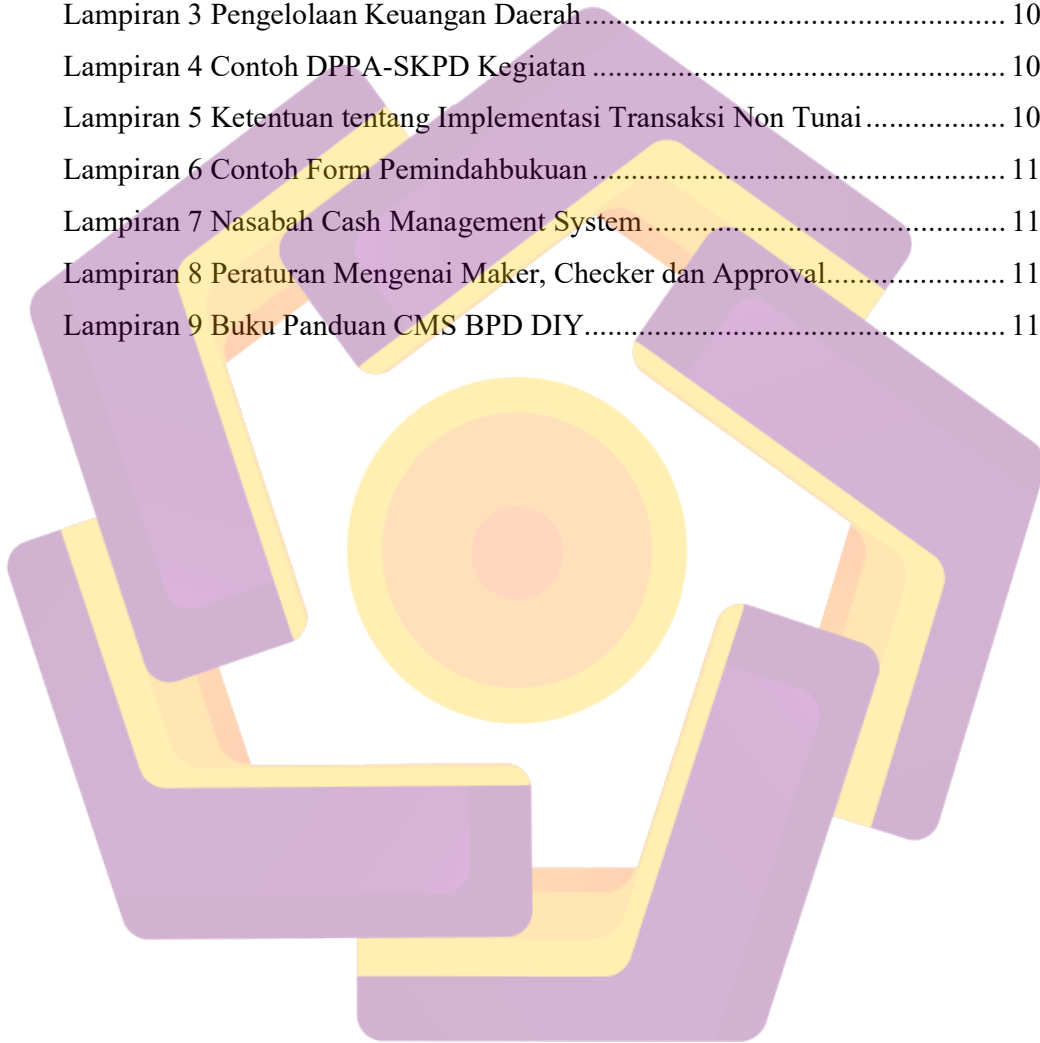 Lampiran 3 Pengelolaan Keuangan Daerah............................................................ 10
Lampiran 4 Contoh DPPA-SKPD Kegiatan ........................................................... 10
Lampiran 5 Ketentuan tentang Implementasi Transaksi Non Tunai.................... 10
Lampiran 6 Contoh Form Pemindahbukuan ........................................................... 11
Lampiran 7 Nasabah Cash Management System .................................................... 11
Lampiran 8 Peraturan Mengenai Maker, Checker dan Approval......................... 11
Lampiran 9 Buku Panduan CMS BPD DIY............................................................ 11